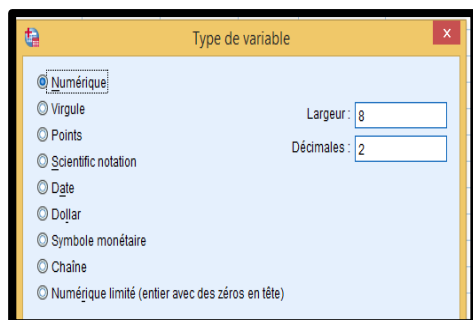 Type de variable
x
Numérique
Virgule
Points
Scientific notation
Date
Dollar
Symbole monétaire
Chaîne
Numérique limité (entier avec des zéros en tête)
Largeur : 8
Décimales : 2